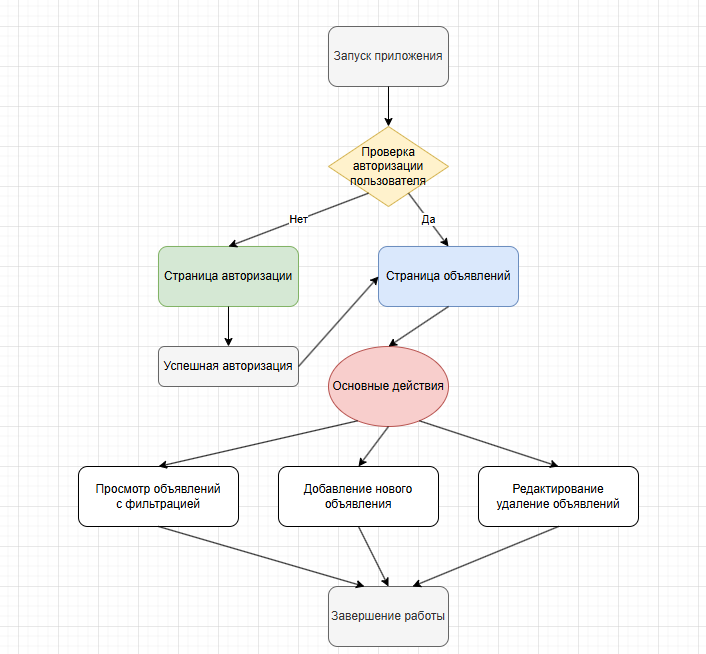 Запуск приложения
Проверка
авторизации
пользователя
Нет
Да
Страница авторизации
Страница объявлений
Успешная авторизация
Основные действия
Просмотр объявлений
с фильтрацией
Добавление нового
объявления
Редактирование
удаление объявлений
Завершение работы